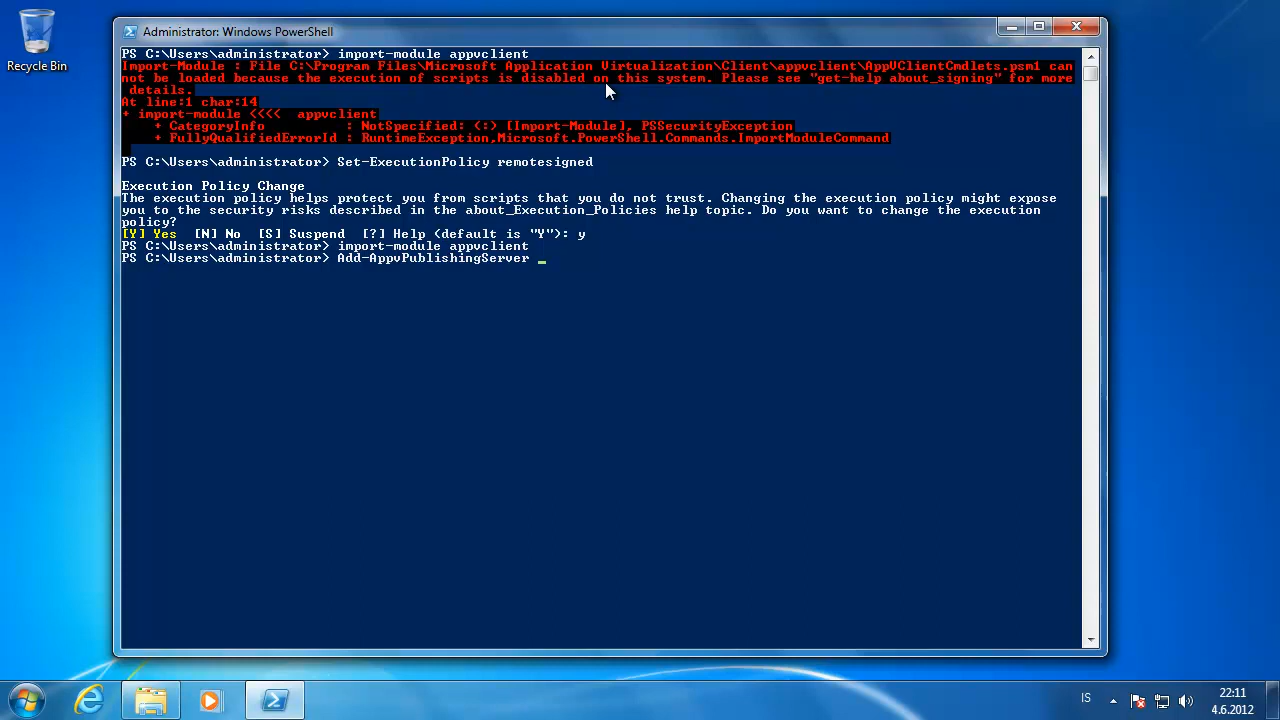 Recycle Bin
Administrator: Windows PowerShell
PS C:\Users\administrator> import-module appvclient
Import-Module : File C:\Program Files\Microsoft Application Virtualization\Client\appvclient\AppVClientCmdlets.psm1 can
not be loaded because the execution of scripts is disabled on this system. Please see "get-help about_signing" for more
 details.
At line:1 char:14
+ import-module <<<<  appvclient
    + CategoryInfo          : NotSpecified: (:) [Import-Module], PSSecurityException
    + FullyQualifiedErrorId : RuntimeException,Microsoft.PowerShell.Commands.ImportModuleCommand
PS C:\Users\administrator> Set-ExecutionPolicy remotesigned
Execution Policy Change
The execution policy helps protect you from scripts that you do not trust. Changing the execution policy might expose
you to the security risks described in the about_Execution_Policies help topic. Do you want to change the execution
policy?
[Y] Yes  [N] No  [S] Suspend  [?] Help (default is "Y"): y
PS C:\Users\administrator> import-module appvclient
PS C:\Users\administrator> Add-AppvPublishingServer _
IS
22:11
4.6.2012